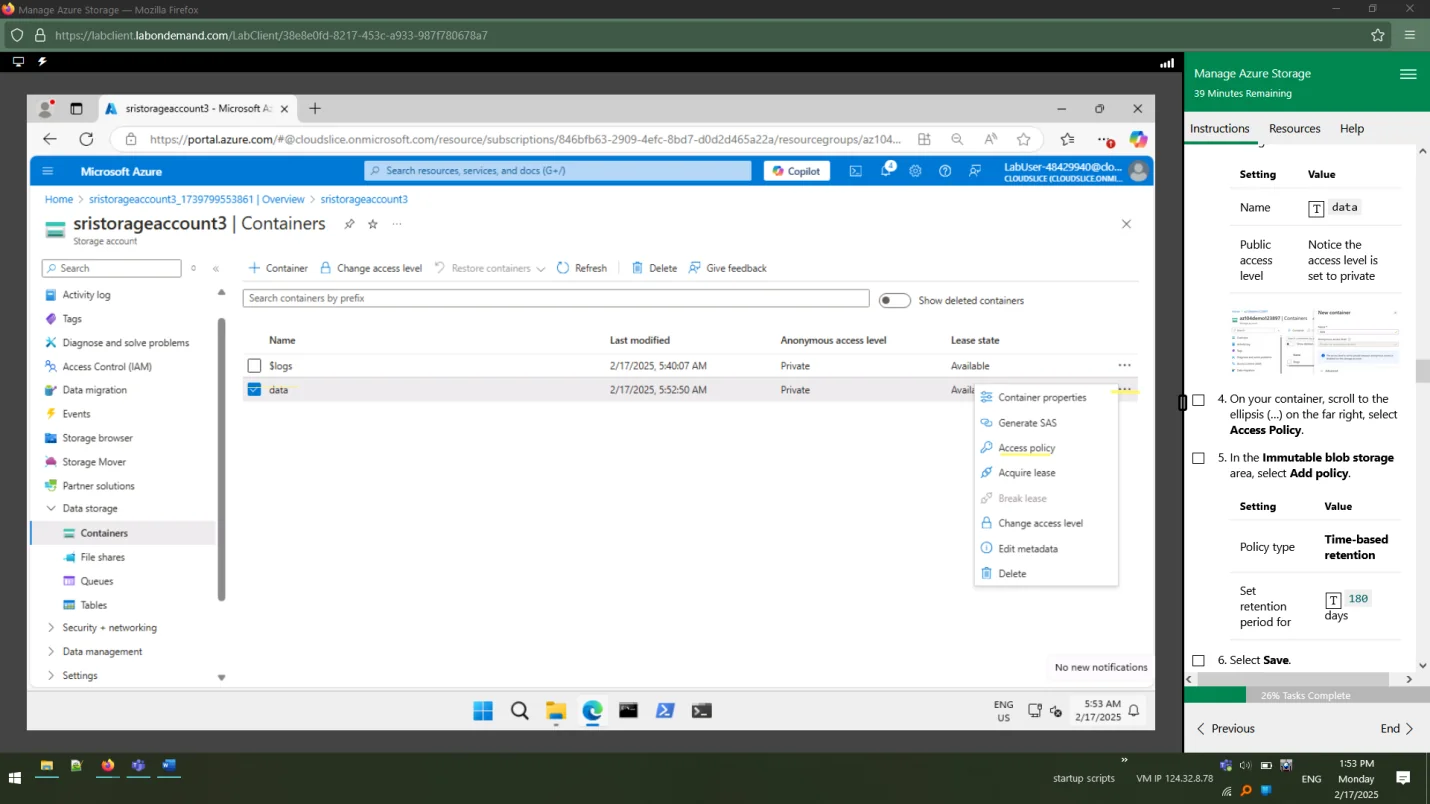 Manage Azure Storage — Mozilla Firefox
https://labclient.labondemand.com/LabClient/38e8e0fd-8217-453c-a933-987f780678a7
sristorageaccount3 - Microsoft Az
https://portal.azure.com/#@cloudslice.onmicrosoft.com/resource/subscriptions/846bfb63-2909-4efc-8bd7-d0d2d465a22a/resourcegroups/az104...
Microsoft Azure
Search resources, services, and docs (G+/)
Copilot
4
LabUser-48429940@clo...
CLOUDSLICE (CLOUDSLICE.ONMI...
Home > sristorageaccount3_1739799553861 | Overview > sristorageaccount3
sristorageaccount3 | Containers
Storage account
Search
Activity log
Tags
Diagnose and solve problems
Access Control (IAM)
Data migration
Events
Storage browser
Storage Mover
Partner solutions
Data storage
Containers
File shares
Queues
Tables
Security + networking
Data management
Settings
Container
Change access level
Restore containers
Refresh
Delete
Give feedback
Search containers by prefix
Show deleted containers
Name Last modified Anonymous access level Lease state
$logs 2/17/2025, 5:40:07 AM Private Available
data 2/17/2025, 5:52:50 AM Private Availa
Container properties
Generate SAS
Access policy
Acquire lease
Break lease
Change access level
Edit metadata
Delete
No new notifications
ENG
US
5:53 AM
2/17/2025
Manage Azure Storage
39 Minutes Remaining
Instructions Resources Help
Setting Value
Name T data
Public access level
Notice the access level is set to private
4. On your container, scroll to the
ellipsis (...) on the far right, select
Access Policy.
5. In the Immutable blob storage
area, select Add policy.
Setting Value
Policy type Time-based retention
Set retention period for
T 180
days
6. Select Save.
26% Tasks Complete
Previous
End
startup scripts
VM IP 124.32.8.78
ENG
1:53 PM
Monday
2/17/2025